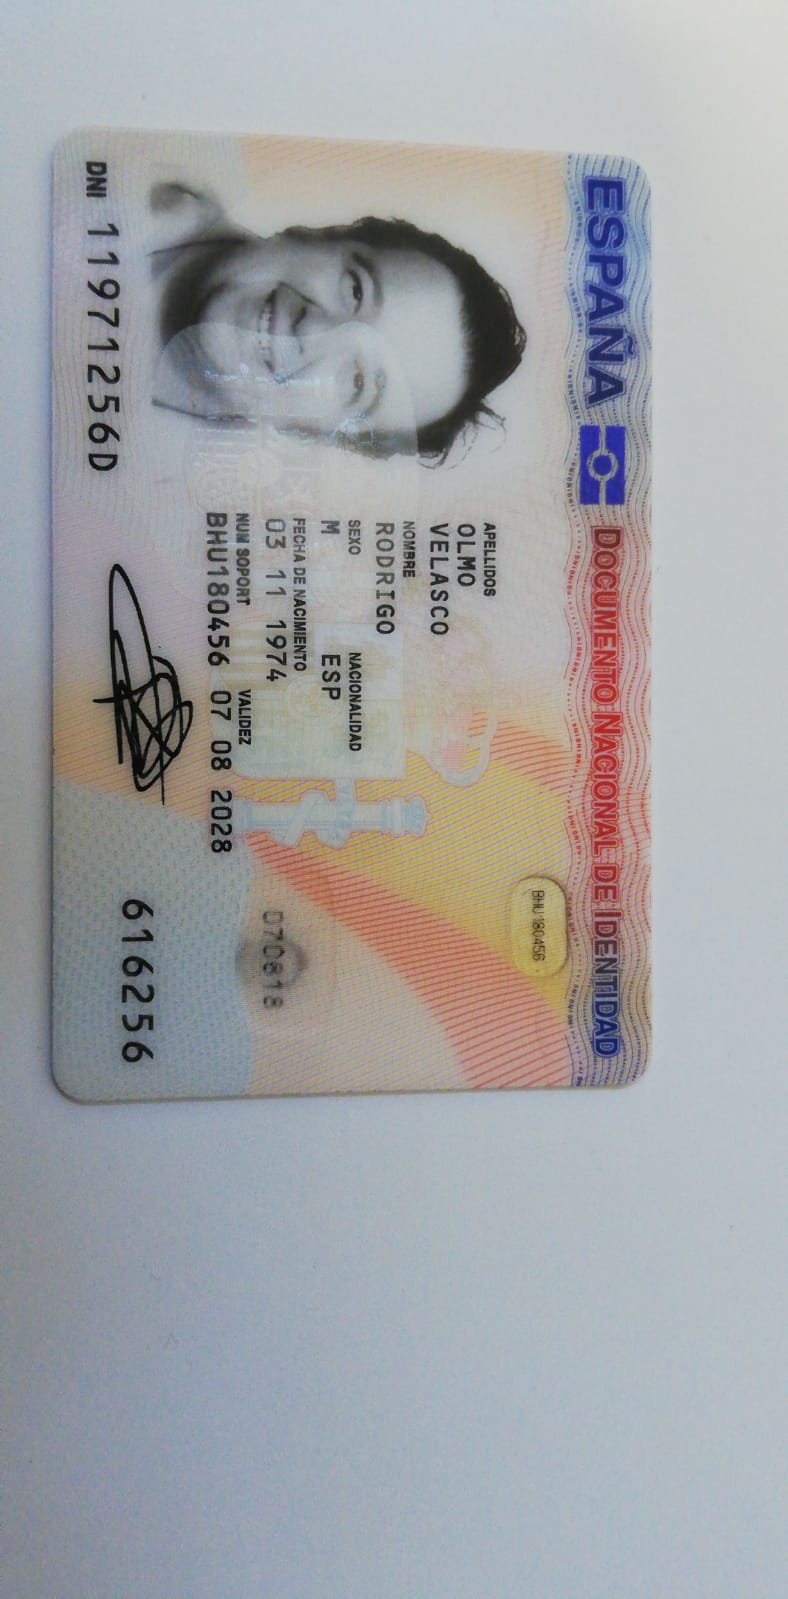 ESPAÑA DOCUMENTO NACIONAL DE IDENTIDAD
APELLIDOS
OLMO
VELASCO
NOMBRE
RODRIGO
SEXO NACIONALIDAD
M ESP
FECHA DE NACIMIENTO
03 11 1974
NUM SOPORT VALIDEZ
BHU180456 07 08 2028
DNI 11971256D
BHU180456
070818
616256